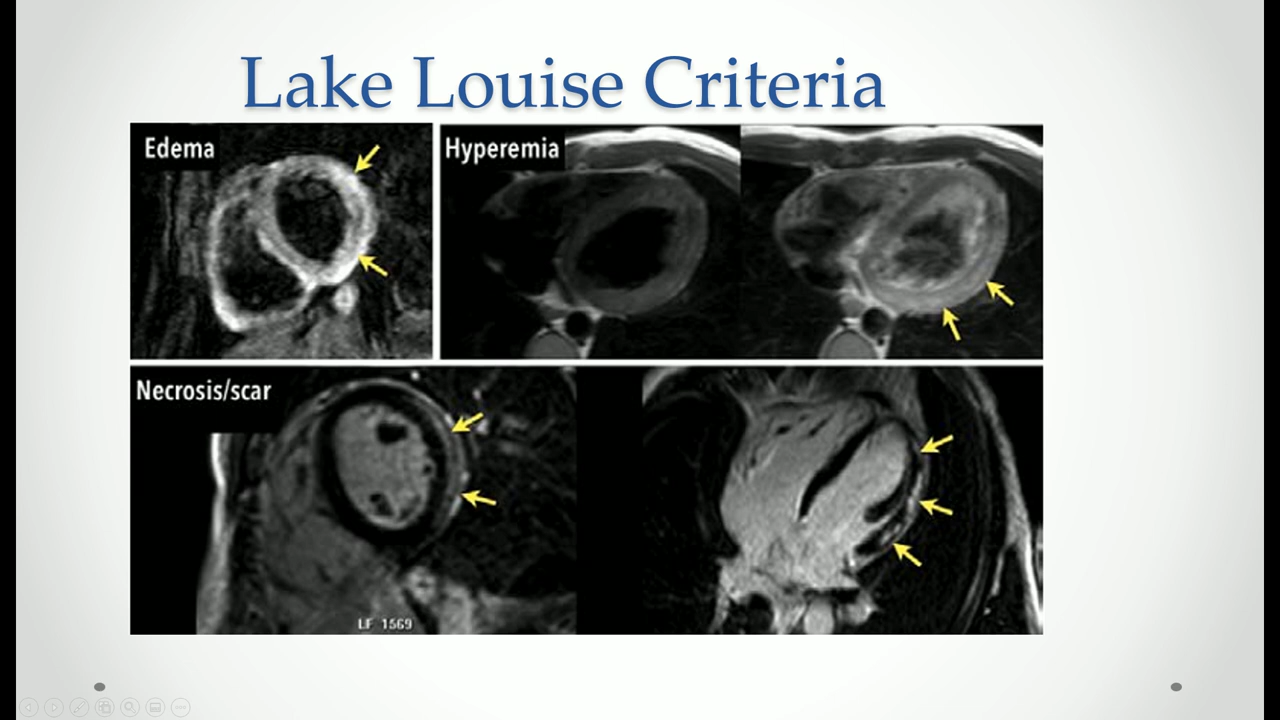 Lake Louise Criteria
Edema
Hyperemia
Necrosis/scar
LF 1569